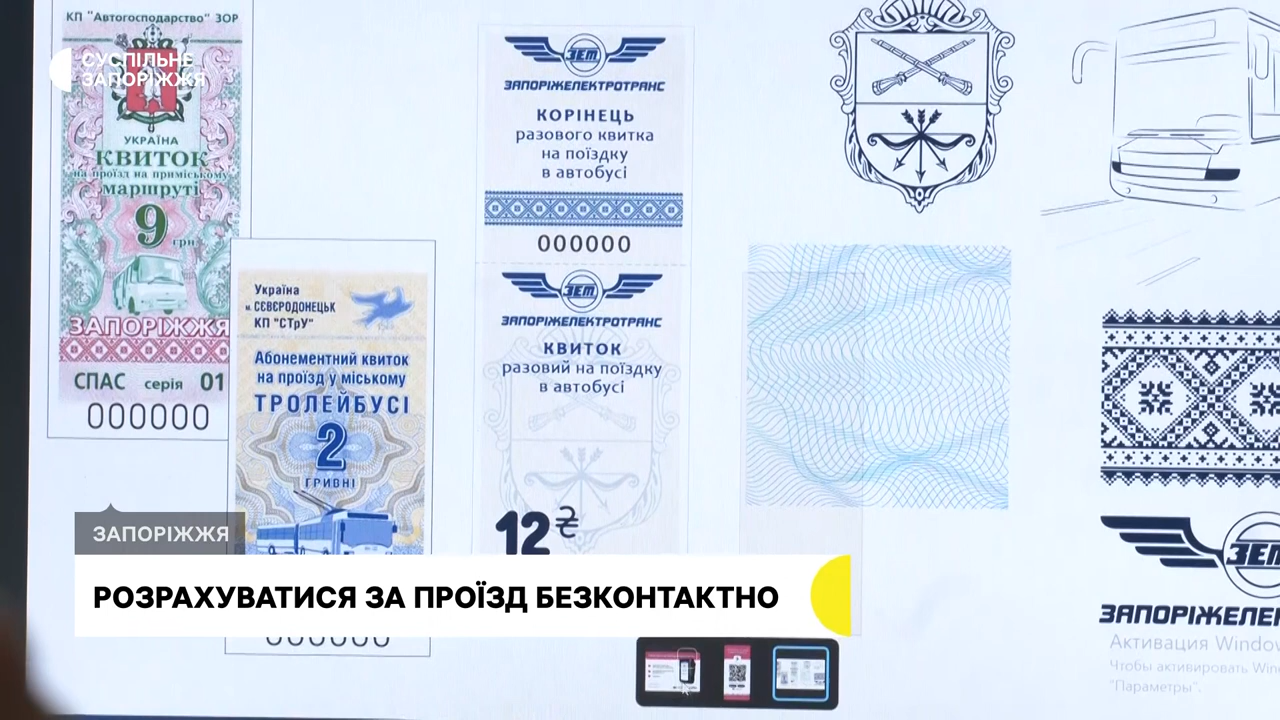 КП "Автогосподарство" ЗОР
СУСПІЛЬНЕ
ЗАПОРІЖЖЯ
УКРАЇНА
КВИТОК
на проїзд на приміському
маршруті
9 грн
ЗАПОРІЖЖЯ
СПАС серія 01
000000
Україна
м. СЄВЄРОДОНЕЦЬК
КП "СТрУ"
Абонементний квиток
на проїзд у міському
ТРОЛЕЙБУСІ
2
ГРИВНІ
ЗЕТ
ЗАПОРІЖЕЛЕКТРОТРАНС
КОРІНЕЦЬ
разового квитка
на поїздку
в автобусі
000000
ЗЕТ
ЗАПОРІЖЕЛЕКТРОТРАНС
КВИТОК
разовий на поїздку
в автобусі
12 ₴
ЗЕТ
ЗАПОРІЖЕЛЕ
Активация Window
Чтобы активировать Win
"Параметры".
ЗАПОРІЖЖЯ
РОЗРАХУВАТИСЯ ЗА ПРОЇЗД БЕЗКОНТАКТНО